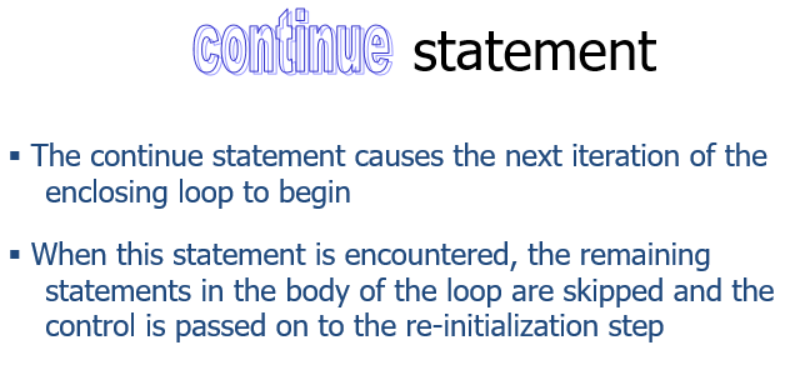 continue statement
▪ The continue statement causes the next iteration of the
enclosing loop to begin
▪ When this statement is encountered, the remaining
statements in the body of the loop are skipped and the
control is passed on to the re-initialization step